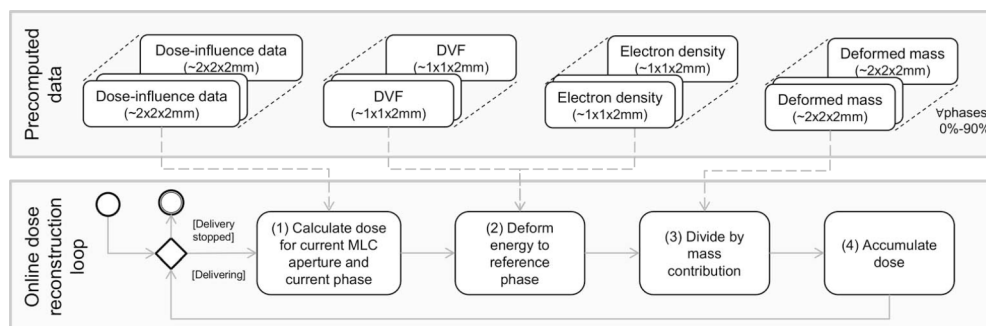 Precomputed
data
Dose-influence data
(~2x2x2mm)
Dose-influence data
(~2x2x2mm)
DVF
(~1x1x2mm)
DVF
(~1x1x2mm)
Electron density
(~1x1x2mm)
Electron density
(~1x1x2mm)
Deformed mass
(~2x2x2mm)
Deformed mass
(~2x2x2mm)
∀phases
0%-90%
Online dose
reconstruction
loop
[Delivery
stopped]
[Delivering]
(1) Calculate dose
for current MLC
aperture and
current phase
(2) Deform
energy to
reference
phase
(3) Divide by
mass
contribution
(4) Accumulate
dose